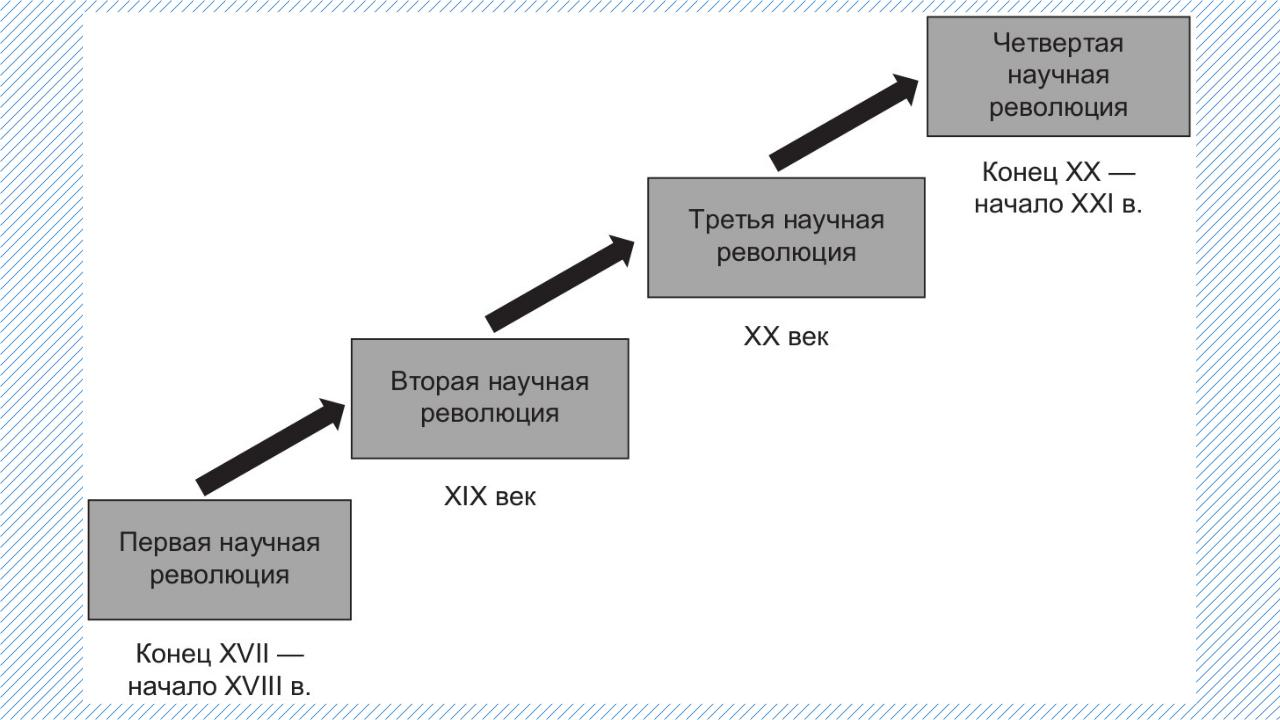 Четвертая
научная
революция
Конец XX —
начало XXI в.
Третья научная
революция
XX век
Вторая научная
революция
XIX век
Первая научная
революция
Конец XVII —
начало XVIII в.